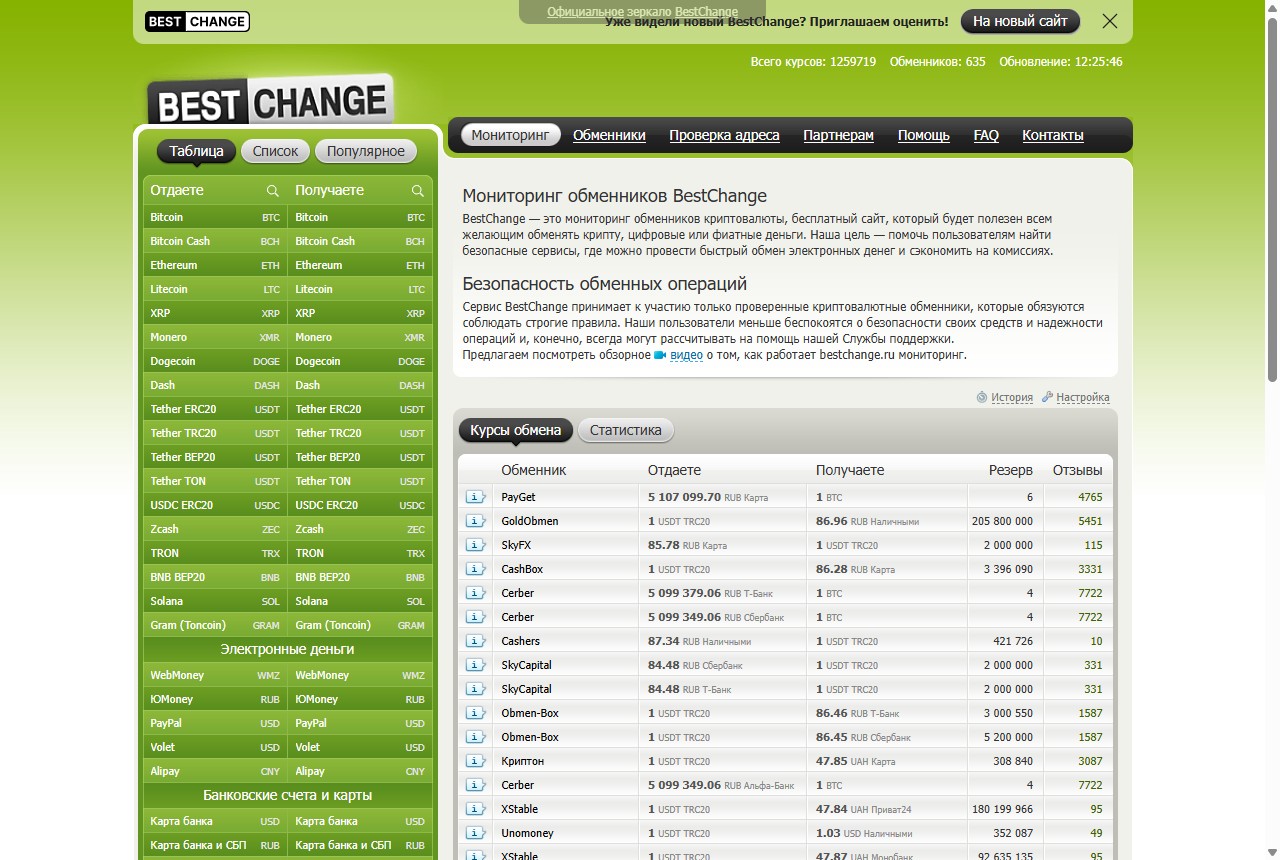 BEST CHANGE
Официальное зеркало BestChange
Уже видели новый BestChange? Приглашаем оценить!
На новый сайт
Всего курсов: 1259719 Обменников: 635 Обновление: 12:25:46
BEST CHANGE
Мониторинг Обменники Проверка адреса Партнерам Помощь FAQ Контакты
Таблица Список Популярное
Отдаете Получаете
Bitcoin BTC Bitcoin BTC
Bitcoin Cash BCH Bitcoin Cash BCH
Ethereum ETH Ethereum ETH
Litecoin LTC Litecoin LTC
XRP XRP XRP XRP
Monero XMR Monero XMR
Dogecoin DOGE Dogecoin DOGE
Dash DASH Dash DASH
Tether ERC20 USDT Tether ERC20 USDT
Tether TRC20 USDT Tether TRC20 USDT
Tether BEP20 USDT Tether BEP20 USDT
Tether TON USDT Tether TON USDT
USDC ERC20 USDC USDC ERC20 USDC
Zcash ZEC Zcash ZEC
TRON TRX TRON TRX
BNB BEP20 BNB BNB BEP20 BNB
Solana SOL Solana SOL
Gram (Toncoin) GRAM Gram (Toncoin) GRAM
Электронные деньги
WebMoney WMZ WebMoney WMZ
ЮMoney RUB ЮMoney RUB
PayPal USD PayPal USD
Volet USD Volet USD
Alipay CNY Alipay CNY
Банковские счета и карты
Карта банка USD Карта банка USD
Карта банка и СБП RUB Карта банка и СБП RUB
Мониторинг обменников BestChange
BestChange — это мониторинг обменников криптовалюты, бесплатный сайт, который будет полезен всем
желающим обменять крипту, цифровые или фиатные деньги. Наша цель — помочь пользователям найти
безопасные сервисы, где можно провести быстрый обмен электронных денег и сэкономить на комиссиях.
Безопасность обменных операций
Сервис BestChange принимает к участию только проверенные криптовалютные обменники, которые обязуются
соблюдать строгие правила. Наши пользователи меньше беспокоятся о безопасности своих средств и надежности
операций и, конечно, всегда могут рассчитывать на помощь нашей Службы поддержки.
Предлагаем посмотреть обзорное видео о том, как работает bestchange.ru мониторинг.
История Настройка
Курсы обмена Статистика
Обменник Отдаете Получаете Резерв Отзывы
PayGet 5 107 099.70 RUB Карта 1 BTC 6 4765
GoldObmen 1 USDT TRC20 86.96 RUB Наличными 205 800 000 5451
SkyFX 85.78 RUB Карта 1 USDT TRC20 2 000 000 115
CashBox 1 USDT TRC20 86.28 RUB Карта 3 396 090 3331
Cerber 5 099 379.06 RUB Т-Банк 1 BTC 4 7722
Cerber 5 099 349.06 RUB Сбербанк 1 BTC 4 7722
Cashers 87.34 RUB Наличными 1 USDT TRC20 421 726 10
SkyCapital 84.48 RUB Сбербанк 1 USDT TRC20 2 000 000 331
SkyCapital 84.48 RUB Т-Банк 1 USDT TRC20 2 000 000 331
Obmen-Box 1 USDT TRC20 86.46 RUB Т-Банк 3 000 550 1587
Obmen-Box 1 USDT TRC20 86.45 RUB Сбербанк 5 200 000 1587
Криптон 1 USDT TRC20 47.85 UAH Карта 308 840 3087
Cerber 5 099 349.06 RUB Альфа-Банк 1 BTC 4 7722
XStable 1 USDT TRC20 47.84 UAH Приват24 180 199 966 95
Unomoney 1 USDT TRC20 1.03 USD Наличными 352 087 49
XStable 1 USDT TRC20 47.87 UAH Монобанк 92 635 135 95